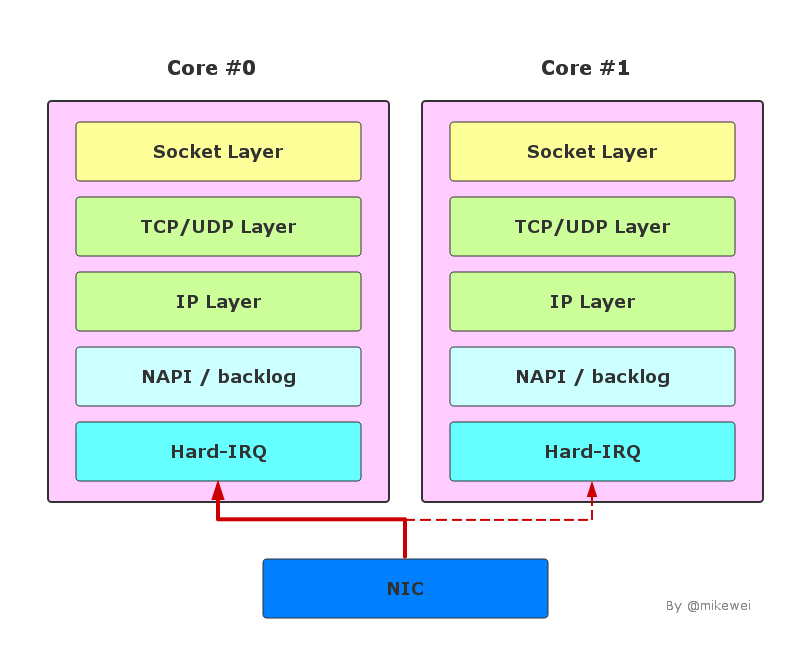 Core #0
Core #1
Socket Layer
TCP/UDP Layer
IP Layer
NAPI / backlog
Hard-IRQ
Socket Layer
TCP/UDP Layer
IP Layer
NAPI / backlog
Hard-IRQ
NIC
By @mikewei